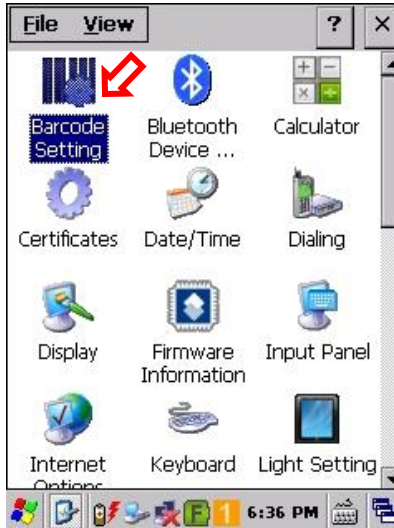 File View ? ×
Barcode Setting
Bluetooth Device ...
Calculator
Certificates
Date/Time
Dialing
Display
Firmware Information
Input Panel
Internet Options
Keyboard
Light Setting
F 1 6:36 PM